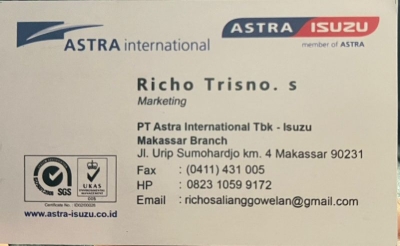 ASTRA international
ASTRA ISUZU
member of ASTRA
Richo Trisno. s
Marketing
PT Astra International Tbk - Isuzu
Makassar Branch
Jl. Urip Sumohardjo km. 4 Makassar 90231
Fax : (0411) 431 005
HP : 0823 1059 9172
Email : richosalianggowelan@gmail.com
SGS
UKAS
005
www.astra-isuzu.co.id